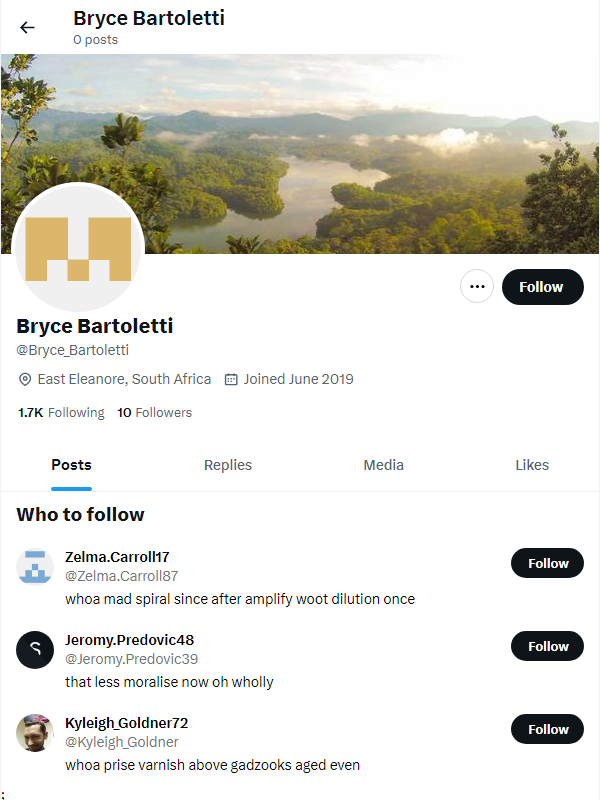 Bryce Bartoletti
0 posts
Follow
Bryce Bartoletti
@Bryce_Bartoletti
East Eleanore, South Africa Joined June 2019
1.7K Following 10 Followers
Posts Replies Media Likes
Who to follow
Zelma.Carroll17
@Zelma.Carroll87
Follow
whoa mad spiral since after amplify woot dilution once
Jeromy.Predovic48
@Jeromy.Predovic39
Follow
that less moralise now oh wholly
Kyleigh_Goldner72
@Kyleigh_Goldner
Follow
whoa prise varnish above gadzooks aged even
;